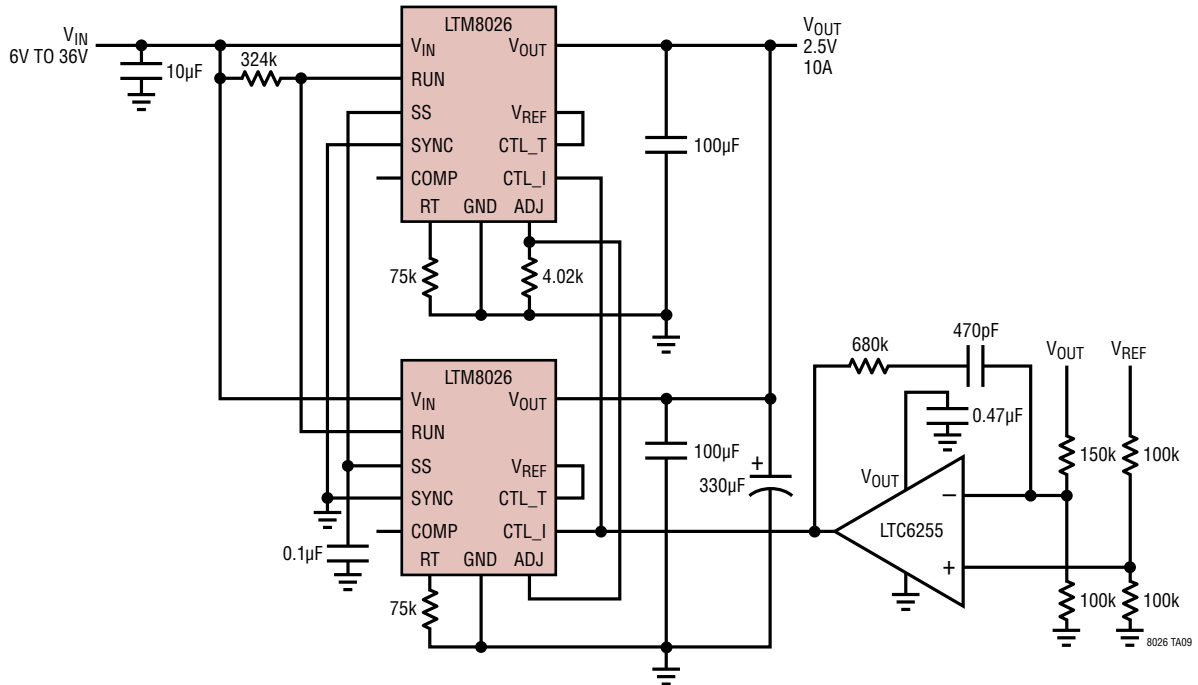 VIN
6V TO 36V
10µF
324k
LTM8026
VIN
RUN
SS
SYNC
COMP
RT
GND
ADJ
VOUT
VREF
CTL_T
CTL_I
75k
4.02k
100µF
VOUT
2.5V
10A
LTM8026
VIN
RUN
SS
SYNC
COMP
RT
GND
ADJ
VOUT
VREF
CTL_T
CTL_I
0.1µF
75k
100µF
+
330µF
680k
470pF
0.47µF
VOUT
LTC6255
−
+
VOUT
VREF
150k
100k
100k
100k
8026 TA09